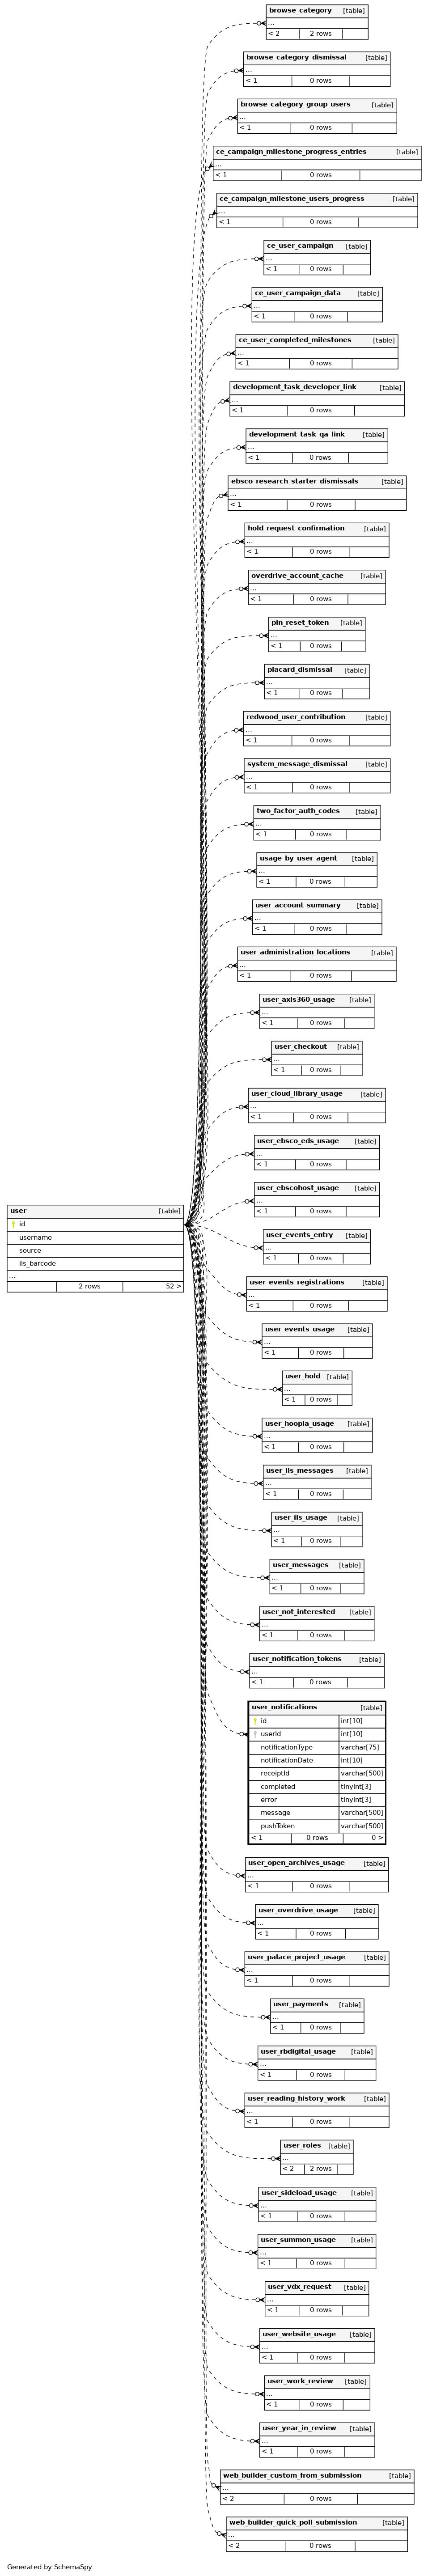 browse_category [table]
...
< 2 2 rows
browse_category_dismissal [table]
...
< 1 0 rows
browse_category_group_users [table]
...
< 1 0 rows
ce_campaign_milestone_progress_entries [table]
...
< 1 0 rows
ce_campaign_milestone_users_progress [table]
...
< 1 0 rows
ce_user_campaign [table]
...
< 1 0 rows
ce_user_campaign_data [table]
...
< 1 0 rows
ce_user_completed_milestones [table]
...
< 1 0 rows
development_task_developer_link [table]
...
< 1 0 rows
development_task_qa_link [table]
...
< 1 0 rows
ebsco_research_starter_dismissals [table]
...
< 1 0 rows
hold_request_confirmation [table]
...
< 1 0 rows
overdrive_account_cache [table]
...
< 1 0 rows
pin_reset_token [table]
...
< 1 0 rows
placard_dismissal [table]
...
< 1 0 rows
redwood_user_contribution [table]
...
< 1 0 rows
system_message_dismissal [table]
...
< 1 0 rows
two_factor_auth_codes [table]
...
< 1 0 rows
usage_by_user_agent [table]
...
< 1 0 rows
user_account_summary [table]
...
< 1 0 rows
user_administration_locations [table]
...
< 1 0 rows
user_axis360_usage [table]
...
< 1 0 rows
user_checkout [table]
...
< 1 0 rows
user_cloud_library_usage [table]
...
< 1 0 rows
user_ebsco_eds_usage [table]
...
< 1 0 rows
user_ebscohost_usage [table]
...
< 1 0 rows
user [table]
id
username
source
ils_barcode
...
2 rows 52 >
user_events_entry [table]
...
< 1 0 rows
user_events_registrations [table]
...
< 1 0 rows
user_events_usage [table]
...
< 1 0 rows
user_hold [table]
...
< 1 0 rows
user_hoopla_usage [table]
...
< 1 0 rows
user_ils_messages [table]
...
< 1 0 rows
user_ils_usage [table]
...
< 1 0 rows
user_messages [table]
...
< 1 0 rows
user_not_interested [table]
...
< 1 0 rows
user_notification_tokens [table]
...
< 1 0 rows
user_notifications [table]
id int[10]
userId int[10]
notificationType varchar[75]
notificationDate int[10]
receiptId varchar[500]
completed tinyint[3]
error tinyint[3]
message varchar[500]
pushToken varchar[500]
< 1 0 rows 0 >
user_open_archives_usage [table]
...
< 1 0 rows
user_overdrive_usage [table]
...
< 1 0 rows
user_palace_project_usage [table]
...
< 1 0 rows
user_payments [table]
...
< 1 0 rows
user_rbdigital_usage [table]
...
< 1 0 rows
user_reading_history_work [table]
...
< 1 0 rows
user_roles [table]
...
< 2 2 rows
user_sideload_usage [table]
...
< 1 0 rows
user_summon_usage [table]
...
< 1 0 rows
user_vdx_request [table]
...
< 1 0 rows
user_website_usage [table]
...
< 1 0 rows
user_work_review [table]
...
< 1 0 rows
user_year_in_review [table]
...
< 1 0 rows
web_builder_custom_from_submission [table]
...
< 2 0 rows
web_builder_quick_poll_submission [table]
...
< 2 0 rows
Generated by SchemaSpy